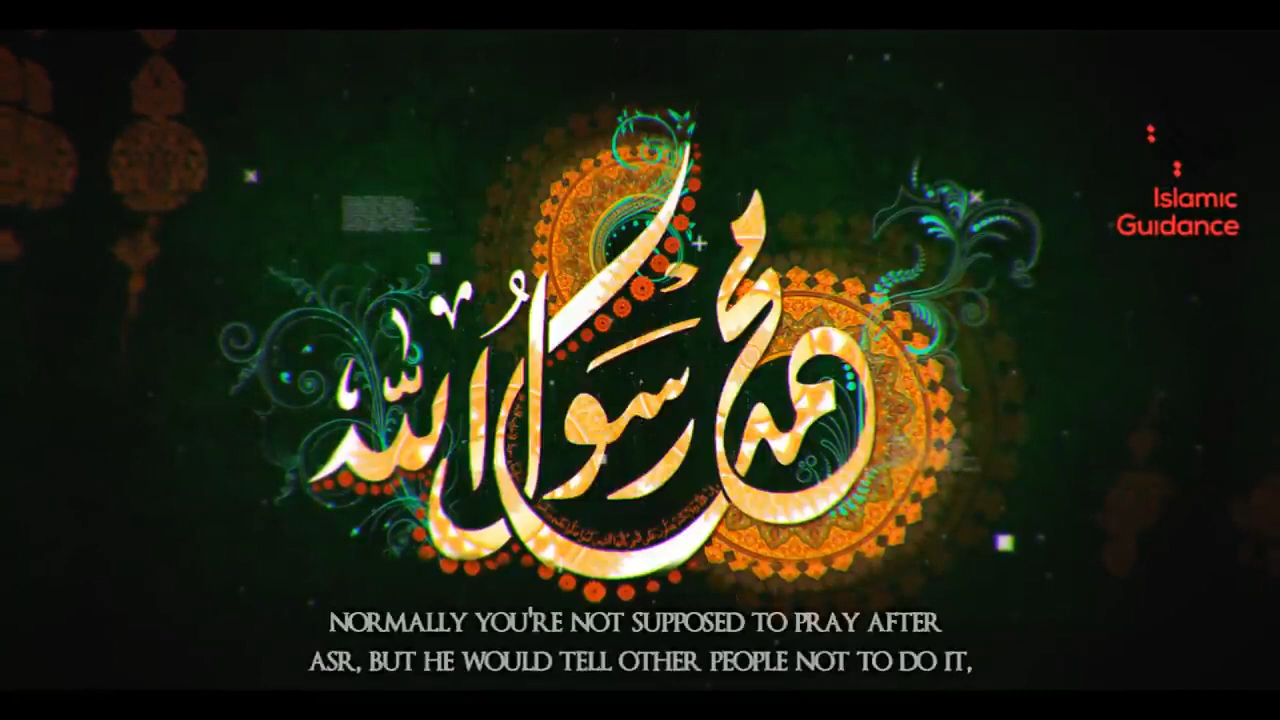 محمد رسول الله
Islamic
Guidance
NORMALLY YOU'RE NOT SUPPOSED TO PRAY AFTER
ASR, BUT HE WOULD TELL OTHER PEOPLE NOT TO DO IT,